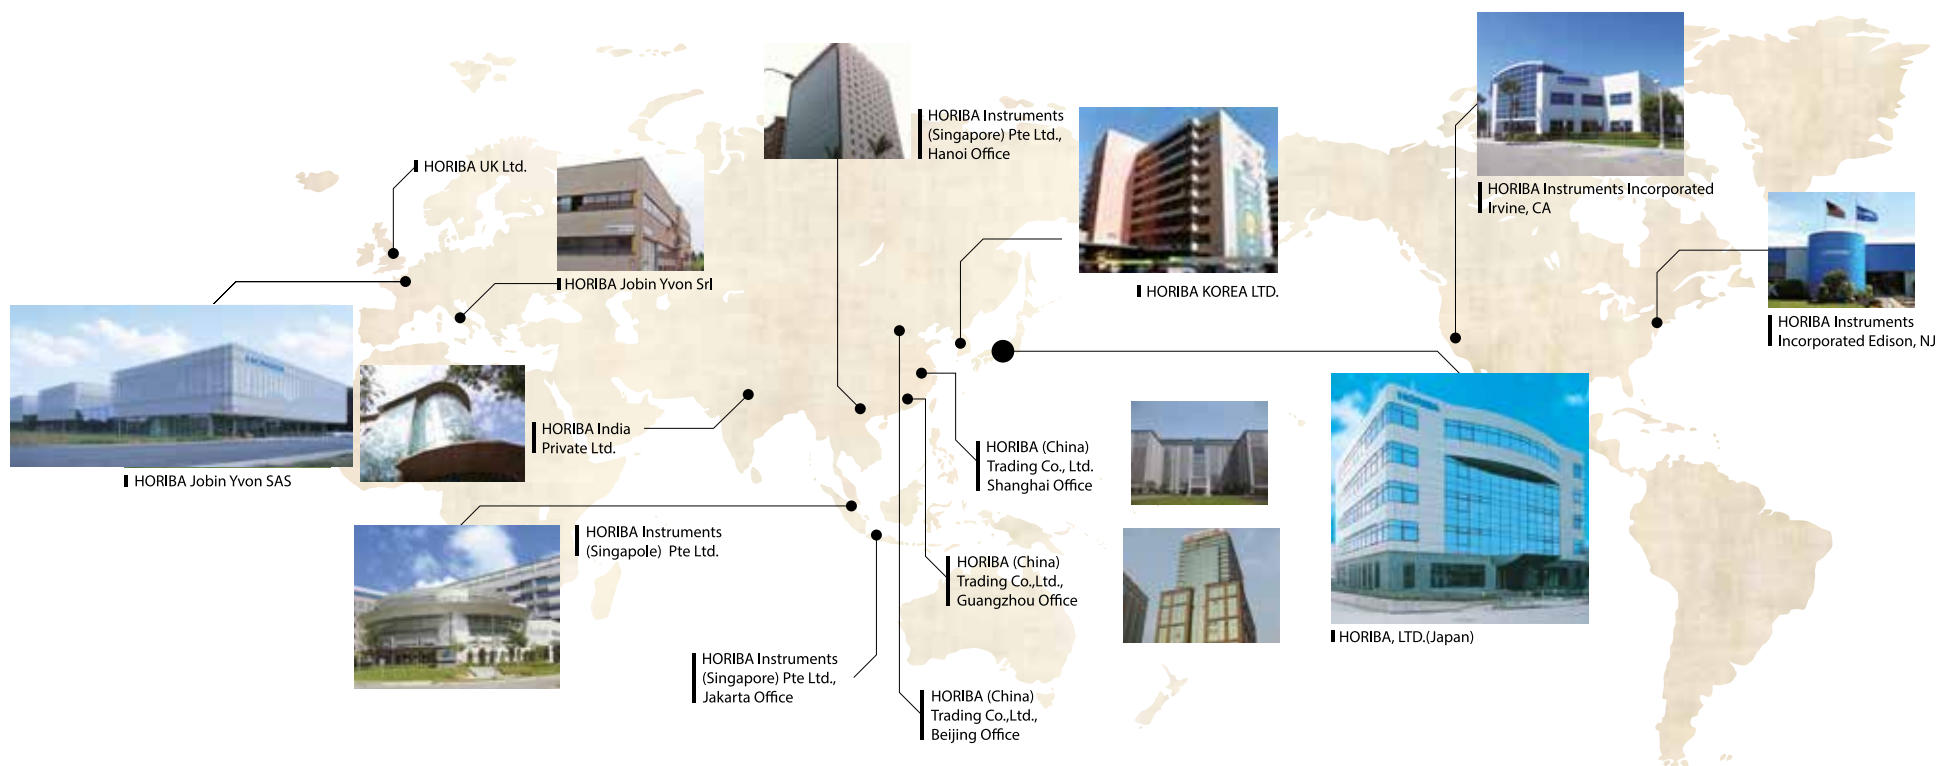 HORIBA Instruments
(Singapore) Pte Ltd.,
Hanoi Office
HORIBA UK Ltd.
HORIBA Instruments Incorporated
Irvine, CA
HORIBA Jobin Yvon Srl
HORIBA KOREA LTD.
HORIBA Instruments
Incorporated Edison, NJ
HORIBA India
Private Ltd.
HORIBA Jobin Yvon SAS
HORIBA (China)
Trading Co., Ltd.
Shanghai Office
HORIBA
HORIBA Instruments
(Singapole) Pte Ltd.
HORIBA (China)
Trading Co.,Ltd.,
Guangzhou Office
HORIBA, LTD.(Japan)
HORIBA Instruments
(Singapore) Pte Ltd.,
Jakarta Office
HORIBA (China)
Trading Co.,Ltd.,
Beijing Office